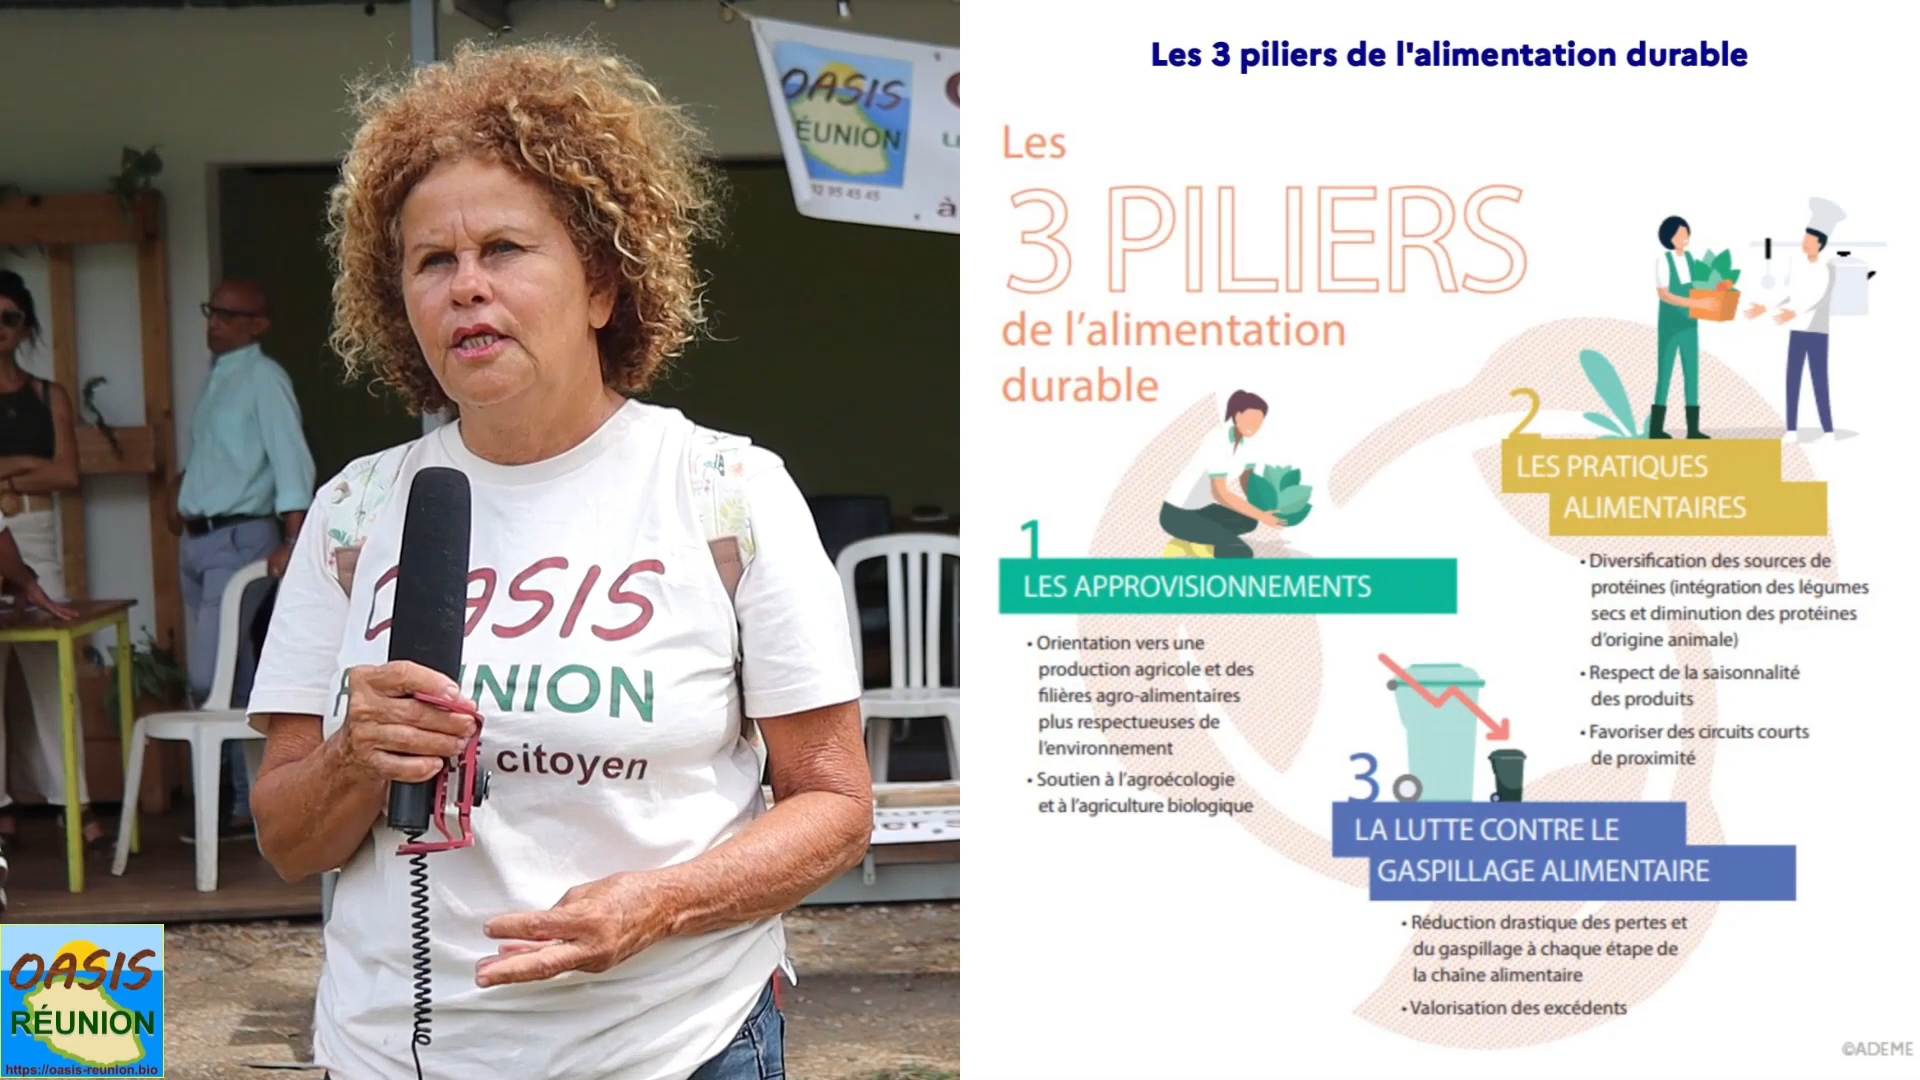 OASIS
RÉUNION
OASIS
citoyen
OASIS
RÉUNION
https://oasis-reunion.bio
Les 3 piliers de l'alimentation durable
Les
3 PILIERS
de l'alimentation
durable
1
LES APPROVISIONNEMENTS
• Orientation vers une
production agricole et des
filières agro-alimentaires
plus respectueuses de
l'environnement
• Soutien à l'agroécologie
et à l'agriculture biologique
2
LES PRATIQUES
ALIMENTAIRES
• Diversification des sources de
protéines (intégration des légumes
secs et diminution des protéines
d'origine animale)
• Respect de la saisonnalité
des produits
• Favoriser des circuits courts
de proximité
3
LA LUTTE CONTRE LE
GASPILLAGE ALIMENTAIRE
• Réduction drastique des pertes et
du gaspillage à chaque étape de
la chaîne alimentaire
• Valorisation des excédents
©ADEME